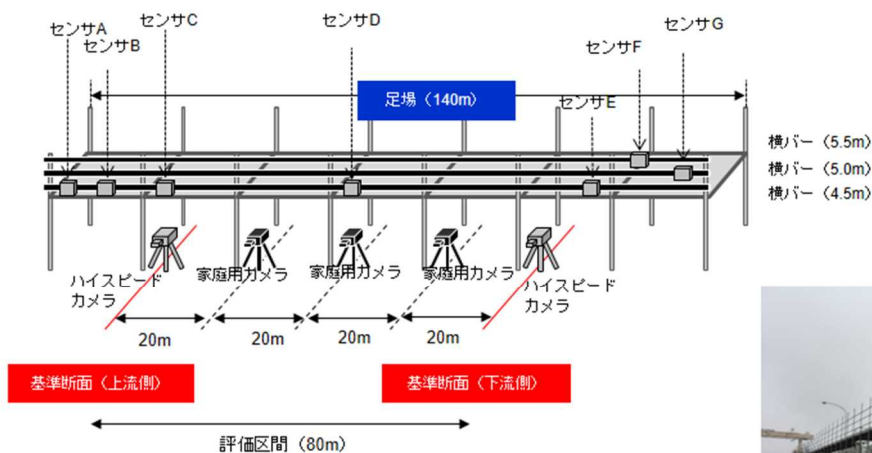 センサA
センサB
センサC
センサD
センサE
センサF
センサG
足場（140m）
横バー（5.5m）
横バー（5.0m）
横バー（4.5m）
ハイスピード
カメラ
家庭用カメラ
家庭用カメラ
家庭用カメラ
ハイスピード
カメラ
20m
20m
20m
20m
基準断面（上流側）
基準断面（下流側）
評価区間（80m）